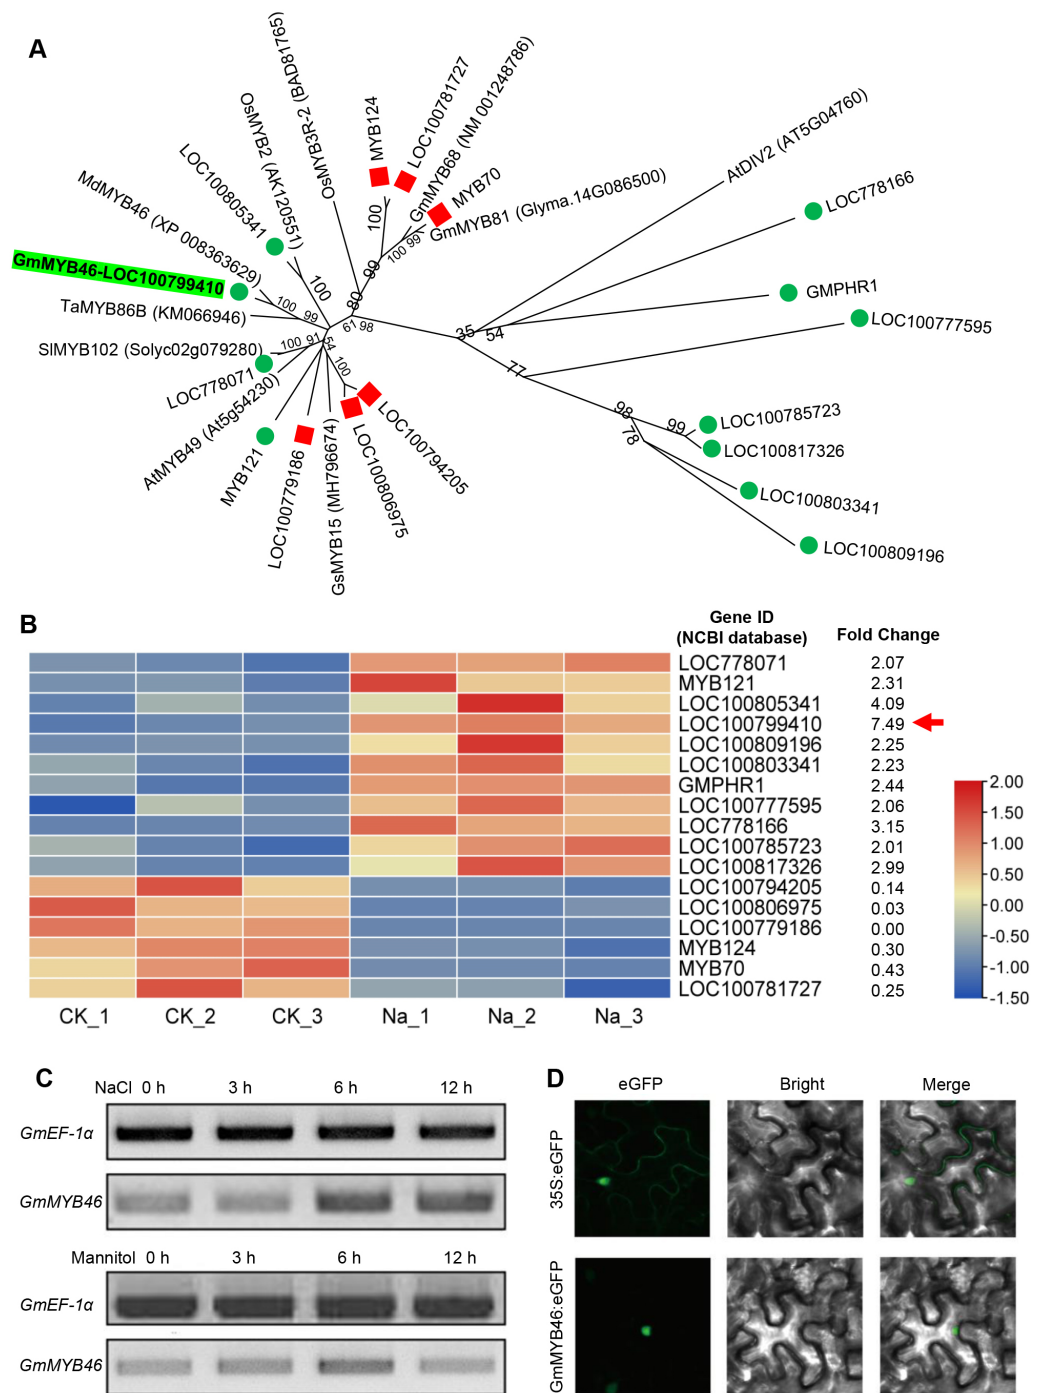 A
OsMYB3R-2 (BAD81765)
OsMYB2 (AK120551)
LOC100805341
MdMYB46 (XP 008363629)
GmMYB46-LOC100799410
TaMYB86B (KM066946)
SlMYB102 (Solyc02g079280)
LOC778071
AtMYB49 (At5g54230)
MYB121
LOC100779186
GsMYB15 (MH796674)
LOC100806975
LOC100794205
MYB124
LOC100781727
GmMYB68 (NM 001248786)
MYB70
GmMYB81 (Glyma.14G086500)
AtDIV2 (AT5G04760)
LOC778166
GMPHR1
LOC100777595
LOC100785723
LOC100817326
LOC100803341
LOC100809196
100
100 99
99
80
100
100 99
61 98
100 91
54
100
35 54
77
98
99
78
B
Gene ID
(NCBI database)
Fold Change
LOC778071 2.07
MYB121 2.31
LOC100805341 4.09
LOC100799410 7.49
LOC100809196 2.25
LOC100803341 2.23
GMPHR1 2.44
LOC100777595 2.06
LOC778166 3.15
LOC100785723 2.01
LOC100817326 2.99
LOC100794205 0.14
LOC100806975 0.03
LOC100779186 0.00
MYB124 0.30
MYB70 0.43
LOC100781727 0.25
CK_1 CK_2 CK_3 Na_1 Na_2 Na_3
2.00
1.50
1.00
0.50
0.00
-0.50
-1.00
-1.50
C
NaCl 0 h 3 h 6 h 12 h
GmEF-1α
GmMYB46
Mannitol 0 h 3 h 6 h 12 h
GmEF-1α
GmMYB46
D
eGFP Bright Merge
35S:eGFP
GmMYB46:eGFP